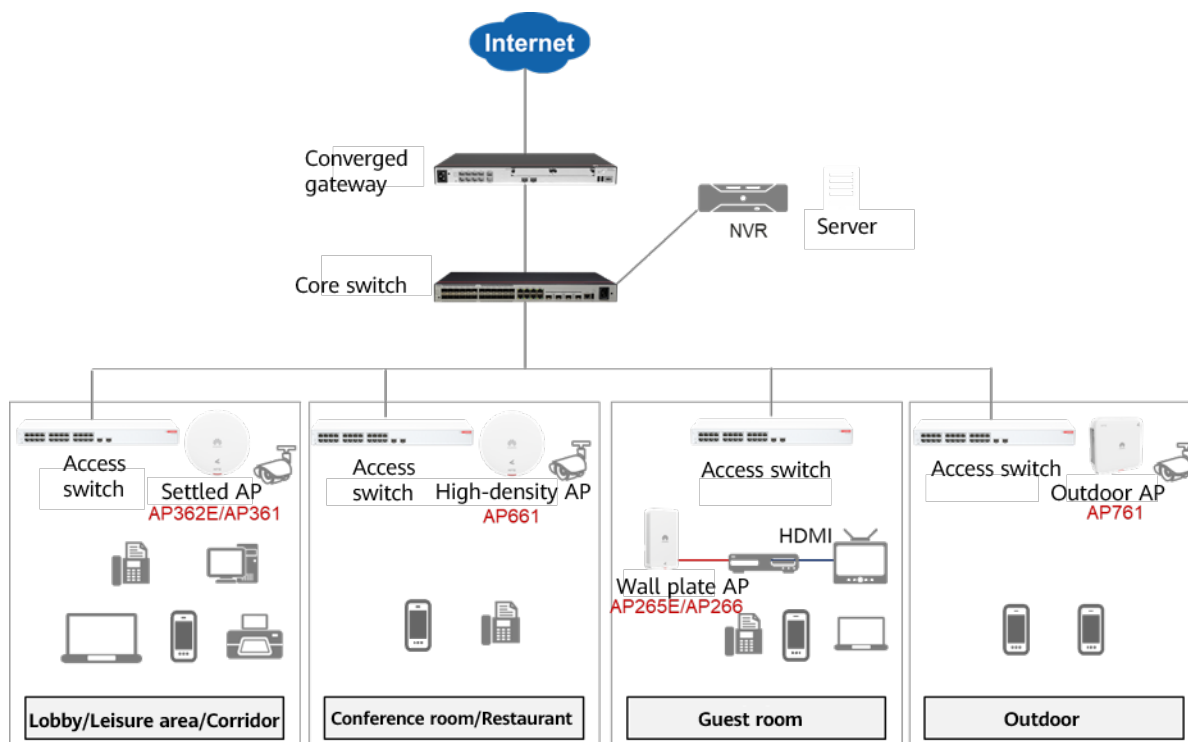 Internet
Converged
gateway
NVR
Server
Core switch
Access
switch
Settled AP
AP362E/AP361
Access
switch
High-density AP
AP661
Access switch
HDMI
Wall plate AP
AP265E/AP266
Access switch
Outdoor AP
AP761
Lobby/Leisure area/Corridor
Conference room/Restaurant
Guest room
Outdoor